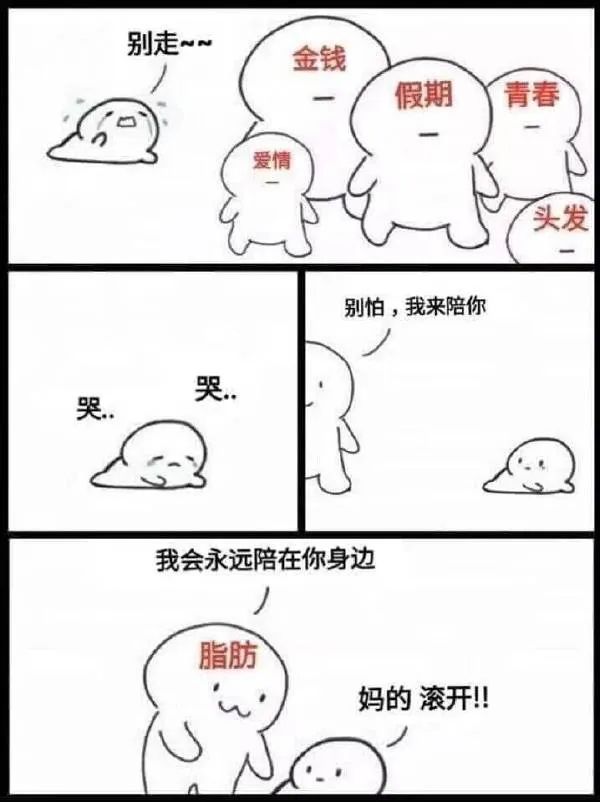 别走~~
金钱
假期
青春
爱情
头发
哭..
哭..
别怕，我来陪你
我会永远陪在你身边
脂肪
妈的 滚开!!